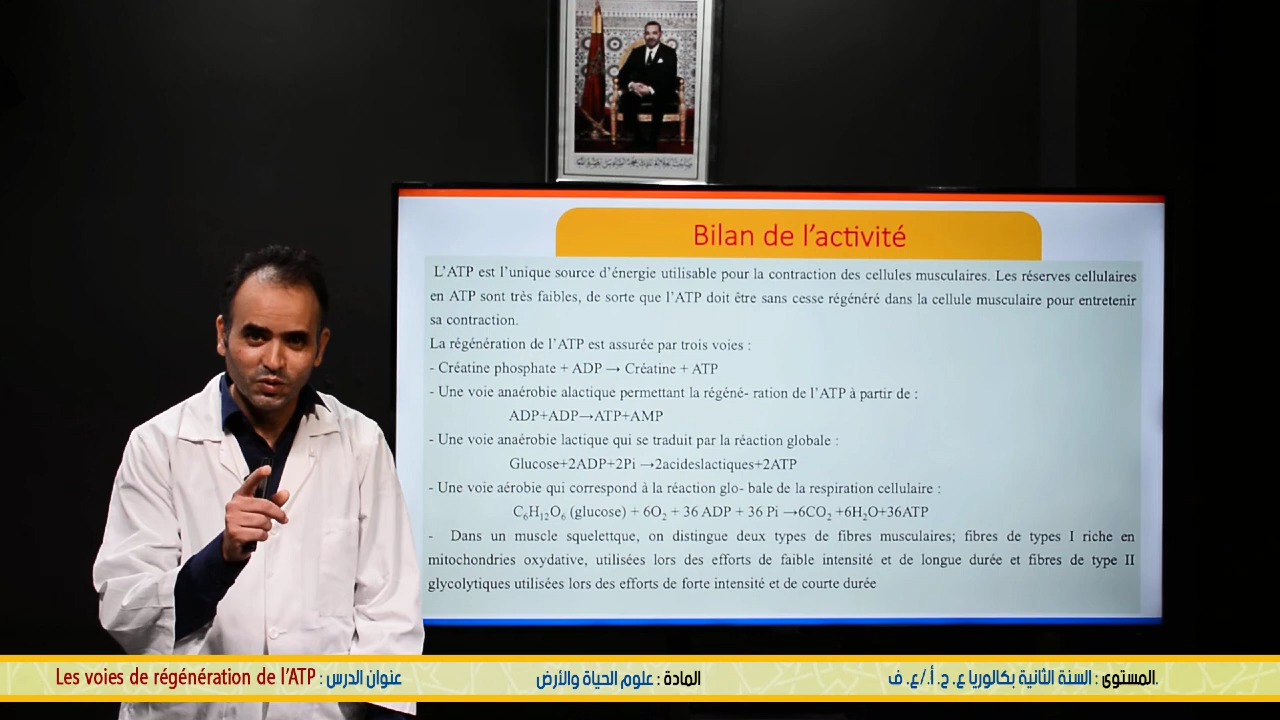 Bilan de l'activité
L'ATP est l'unique source d'énergie utilisable pour la contraction des cellules musculaires. Les réserves cellulaires
en ATP sont très faibles, de sorte que l'ATP doit être sans cesse régénéré dans la cellule musculaire pour entretenir
sa contraction.
La régénération de l'ATP est assurée par trois voies :
- Créatine phosphate + ADP → Créatine + ATP
- Une voie anaérobie alactique permettant la régéné- ration de l'ATP à partir de :
ADP+ADP→ATP+AMP
- Une voie anaérobie lactique qui se traduit par la réaction globale :
Glucose+2ADP+2Pi →2acideslactiques+2ATP
- Une voie aérobie qui correspond à la réaction glo- bale de la respiration cellulaire :
C₆H₁₂O₆ (glucose) + 6O₂ + 36 ADP + 36 Pi →6CO₂ +6H₂O+36ATP
- Dans un muscle squelettque, on distingue deux types de fibres musculaires; fibres de types I riche en
mitochondries oxydative, utilisées lors des efforts de faible intensité et de longue durée et fibres de type II
glycolytiques utilisées lors des efforts de forte intensité et de courte durée
المستوى : السنة الثانية بكالوريا ع. ح. أ./ع. ف.
المادة : علوم الحياة والأرض
عنوان الدرس : Les voies de régénération de l'ATP